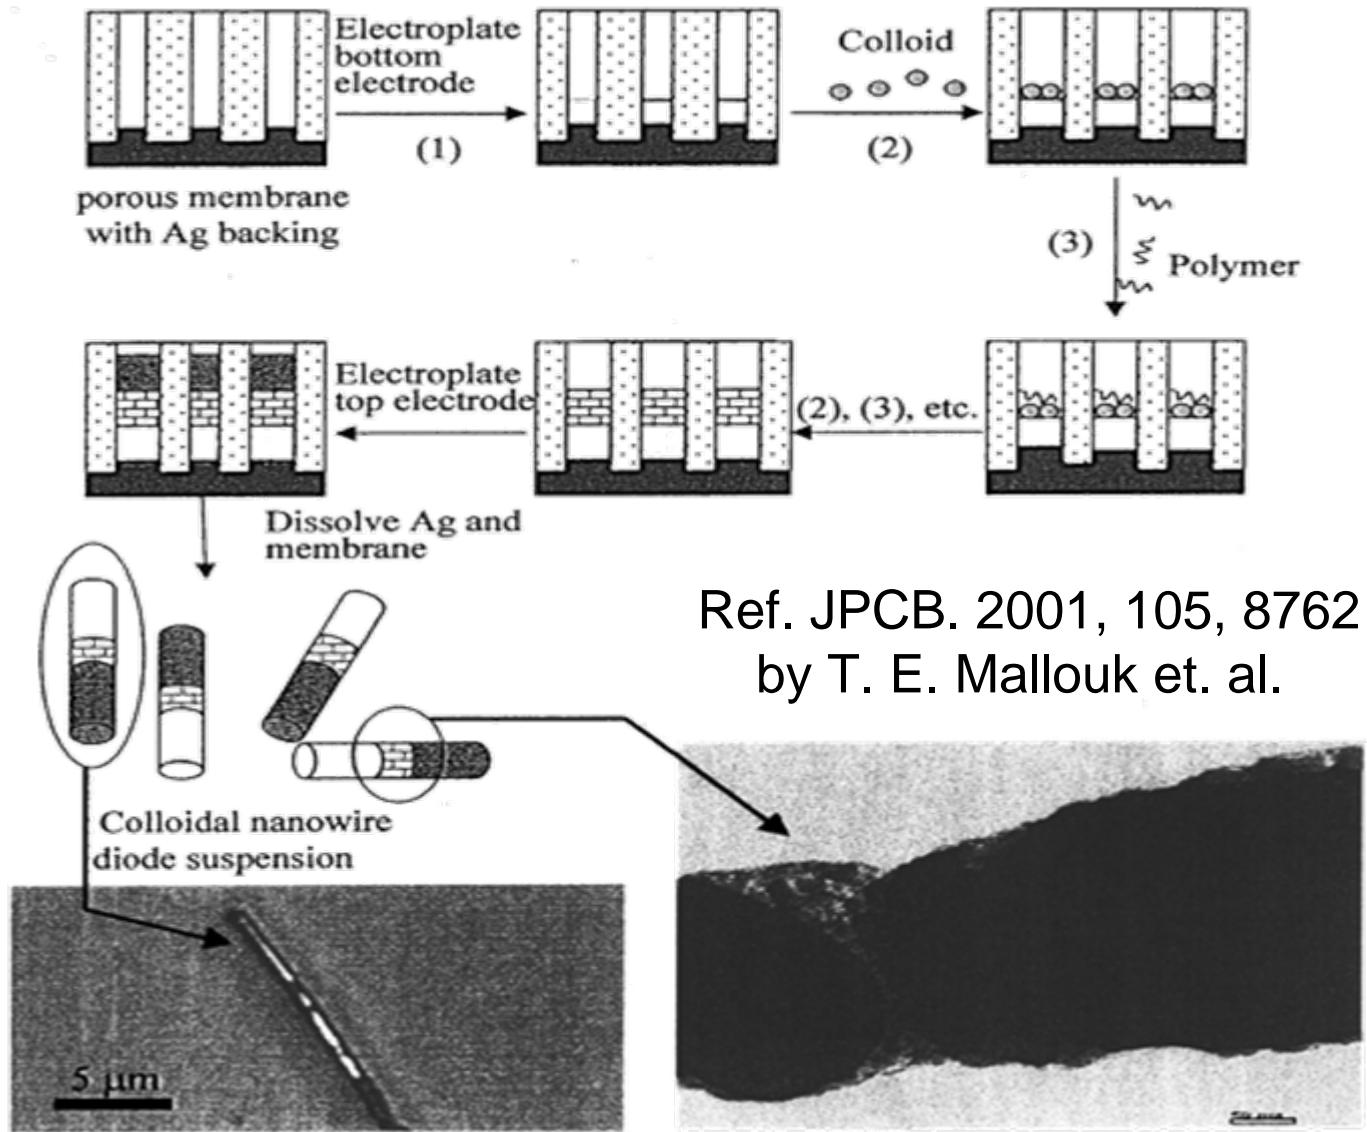 Electroplate
bottom
electrode
(1)
Colloid
(2)
porous membrane
with Ag backing
(3)
Polymer
Electroplate
top electrode
(2), (3), etc.
Dissolve Ag and
membrane
Ref. JPCB. 2001, 105, 8762
by T. E. Mallouk et. al.
Colloidal nanowire
diode suspension
5 μm